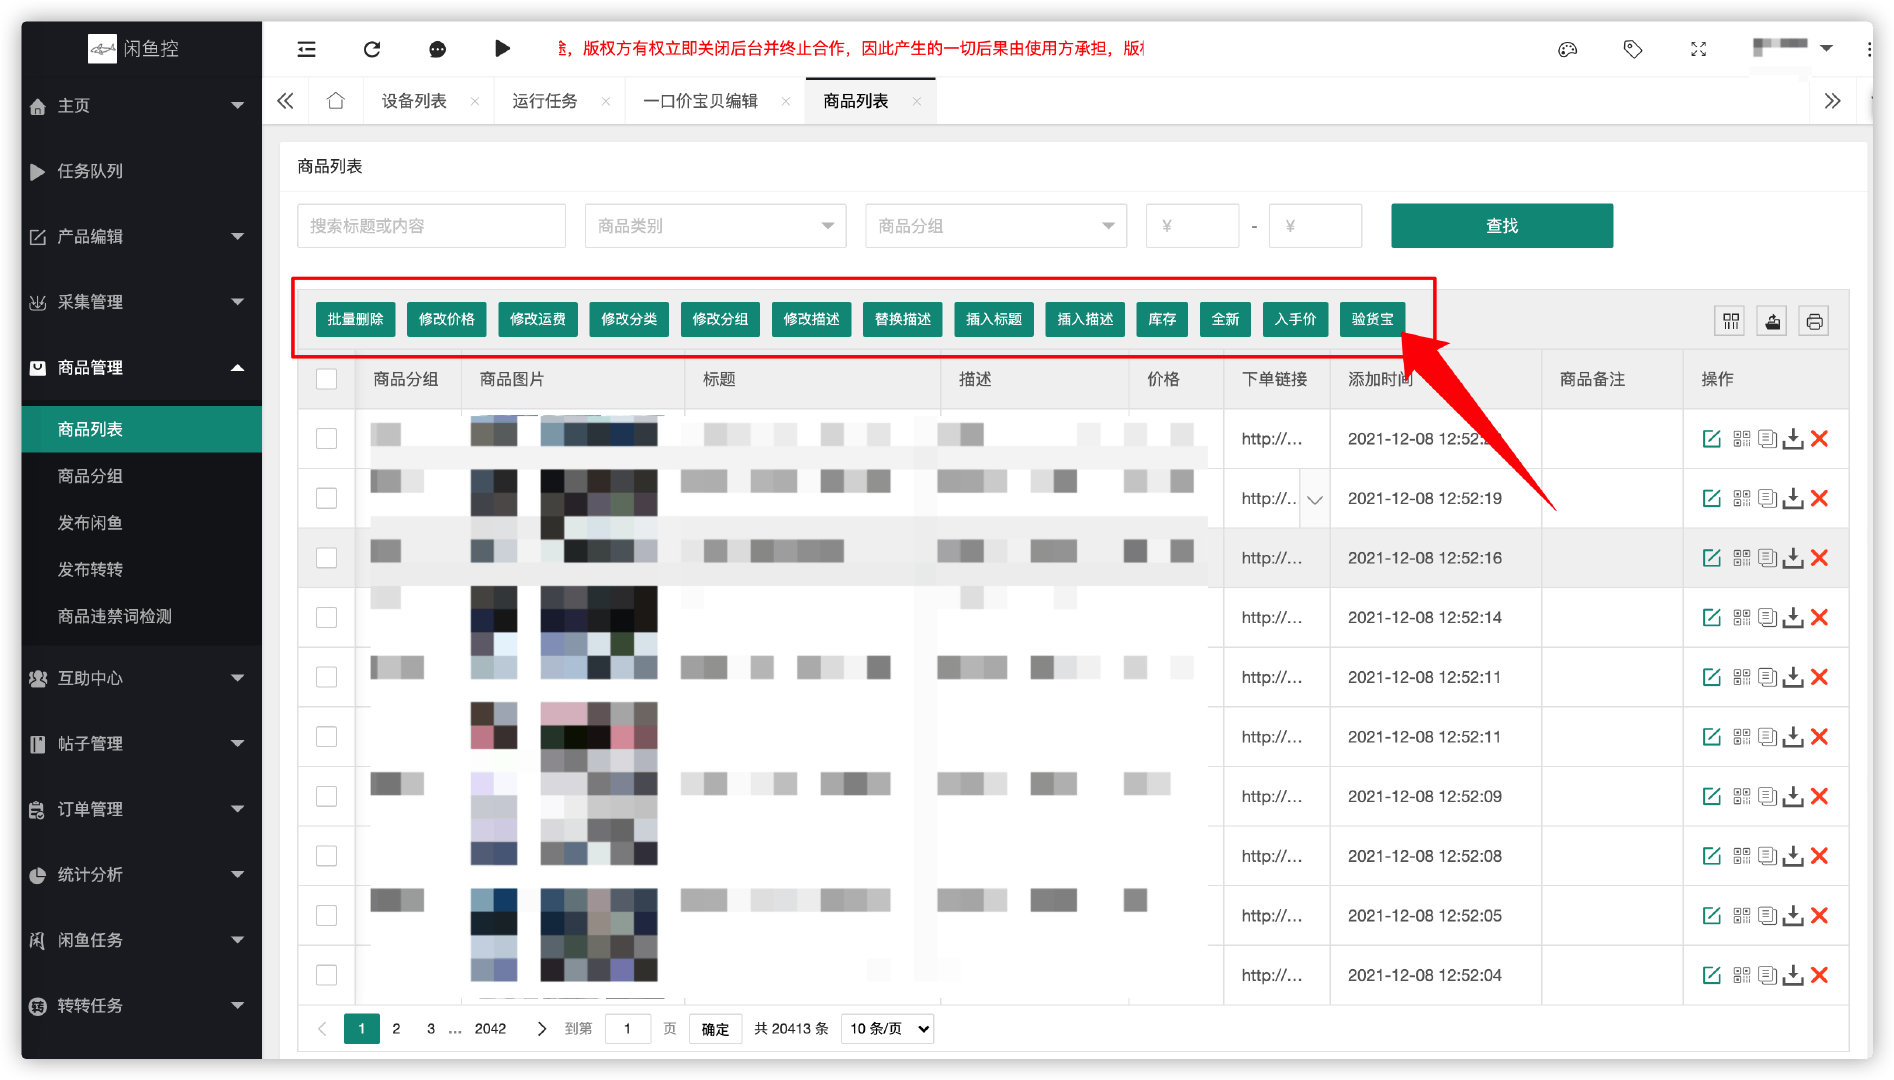 闲鱼控
途，版权方有权立即关闭后台并终止合作，因此产生的一切后果由使用方承担，版权
主页
任务队列
产品编辑
采集管理
商品管理
商品列表
商品分组
发布闲鱼
发布转转
商品违禁词检测
互助中心
帖子管理
订单管理
统计分析
闲鱼任务
转转任务
设备列表 运行任务 一口价宝贝编辑 商品列表
商品列表
搜索标题或内容 商品类别 商品分组 ¥ - ¥ 查找
批量删除 修改价格 修改运费 修改分类 修改分组 修改描述 替换描述 插入标题 插入描述 库存 全新 入手价 验货宝
商品分组 商品图片 标题 描述 价格 下单链接 添加时间 商品备注 操作
http://... 2021-12-08 12:52:2
http://.. 2021-12-08 12:52:19
http://... 2021-12-08 12:52:16
http://... 2021-12-08 12:52:14
http://... 2021-12-08 12:52:11
http://... 2021-12-08 12:52:11
http://... 2021-12-08 12:52:09
http://... 2021-12-08 12:52:08
http://... 2021-12-08 12:52:05
http://... 2021-12-08 12:52:04
1 2 3 ... 2042 到第 1 页 确定 共 20413 条 10 条/页